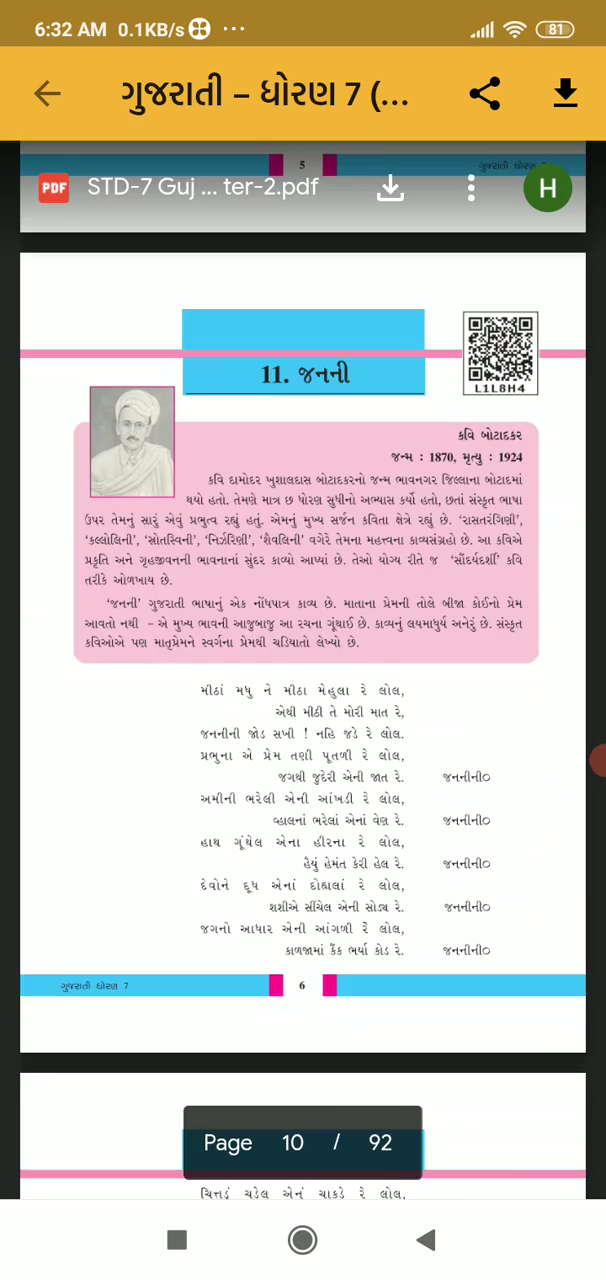 6:32 AM 0.1KB/s ... 81
ગુજરાતી – ધોરણ 7 (...
5
ગુજરાતી ધોરણ
PDF STD-7 Guj ... ter-2.pdf H
11. જનની
L1L8H4
કવિ બોટાદકર
જન્મ : 1870, મૃત્યુ : 1924
કવિ દામોદર ખુશાલદાસ બોટાદકરનો જન્મ ભાવનગર જિલ્લાના બોટાદમાં
થયો હતો. તેમણે માત્ર છ ધોરણ સુધીનો અભ્યાસ કર્યો હતો, છતાં સંસ્કૃત ભાષા
ઉપર તેમનું સારું એવું પ્રભુત્વ રહ્યું હતું. એમનું મુખ્ય સર્જન કવિતા ક્ષેત્રે રહ્યું છે. ‘રાસતરંગિણી’,
‘કલ્લોલિની’, ‘સ્રોતસ્વિની’, ‘નિર્ઝરિણી’, ‘શૈવલિની’ વગેરે તેમના મહત્ત્વના કાવ્યસંગ્રહો છે. આ કવિએ
પ્રકૃતિ અને ગૃહજીવનની ભાવનાનાં સુંદર કાવ્યો આપ્યાં છે. તેઓ યોગ્ય રીતે જ ‘સૌંદર્યદર્શી’ કવિ
તરીકે ઓળખાય છે.
‘જનની’ ગુજરાતી ભાષાનું એક નોંધપાત્ર કાવ્ય છે. માતાના પ્રેમની તોલે બીજા કોઈનો પ્રેમ
આવતો નથી – એ મુખ્ય ભાવની આજુબાજુ આ રચના ગૂંથાઈ છે. કાવ્યનું લયમાધુર્ય અનેરું છે. સંસ્કૃત
કવિઓએ પણ માતૃપ્રેમને સ્વર્ગના પ્રેમથી ચડિયાતો લેખ્યો છે.
મીઠાં મધુ ને મીઠા મેહુલા રે લોલ,
એથી મીઠી તે મોરી માત રે,
જનનીની જોડ સખી ! નહિ જડે રે લોલ.
પ્રભુના એ પ્રેમ તણી પૂતળી રે લોલ,
જગથી જુદેરી એની જાત રે. જનનીની૦
અમીની ભરેલી એની આંખડી રે લોલ,
વ્હાલનાં ભરેલાં એનાં વેણ રે. જનનીની૦
હાથ ગૂંથેલ એના હીરના રે લોલ,
હૈયું હેમંત કેરી હેલ રે. જનનીની૦
દેવોને દૂધ એનાં દોહ્યલાં રે લોલ,
શશીએ સીંચેલ એની સોડ્ય રે. જનનીની૦
જગનો આધાર એની આંગળી રે લોલ,
કાળજામાં કૈંક ભર્યા કોડ રે. જનનીની૦
ગુજરાતી ધોરણ 7 6
Page 10 / 92
ચિત્તડું ચડેલ એનું ચાકડે રે લોલ,